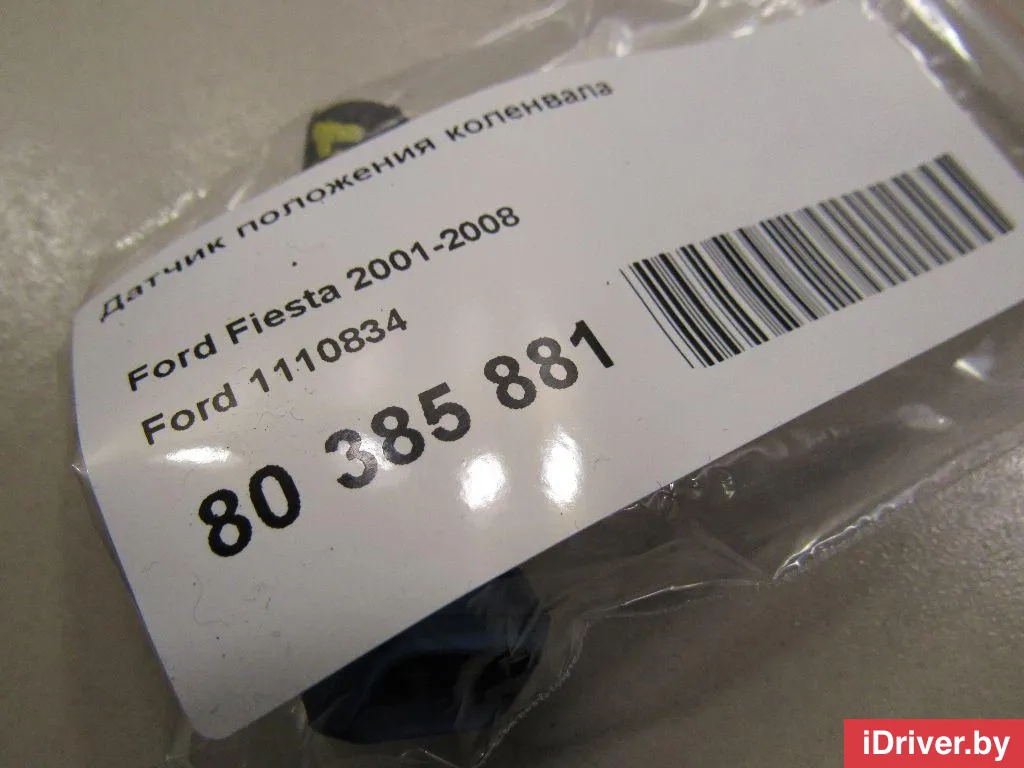 Датчик положения коленвала
Ford Fiesta 2001-2008
Ford 1110834
80 385 881
iDriver.by